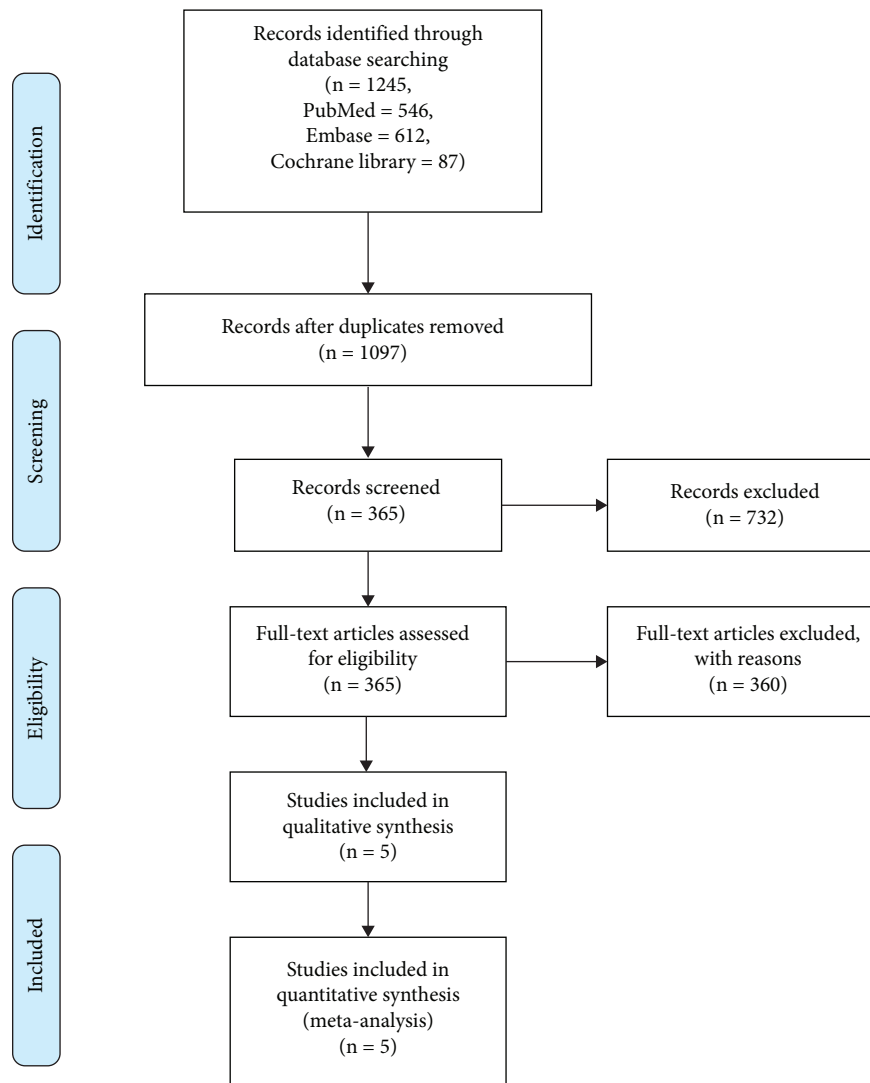 Identification
Records identified through
database searching
(n = 1245,
PubMed = 546,
Embase = 612,
Cochrane library = 87)
Records after duplicates removed
(n = 1097)
Screening
Records screened
(n = 365)
Records excluded
(n = 732)
Eligibility
Full-text articles assessed
for eligibility
(n = 365)
Full-text articles excluded,
with reasons
(n = 360)
Studies included in
qualitative synthesis
(n = 5)
Included
Studies included in
quantitative synthesis
(meta-analysis)
(n = 5)